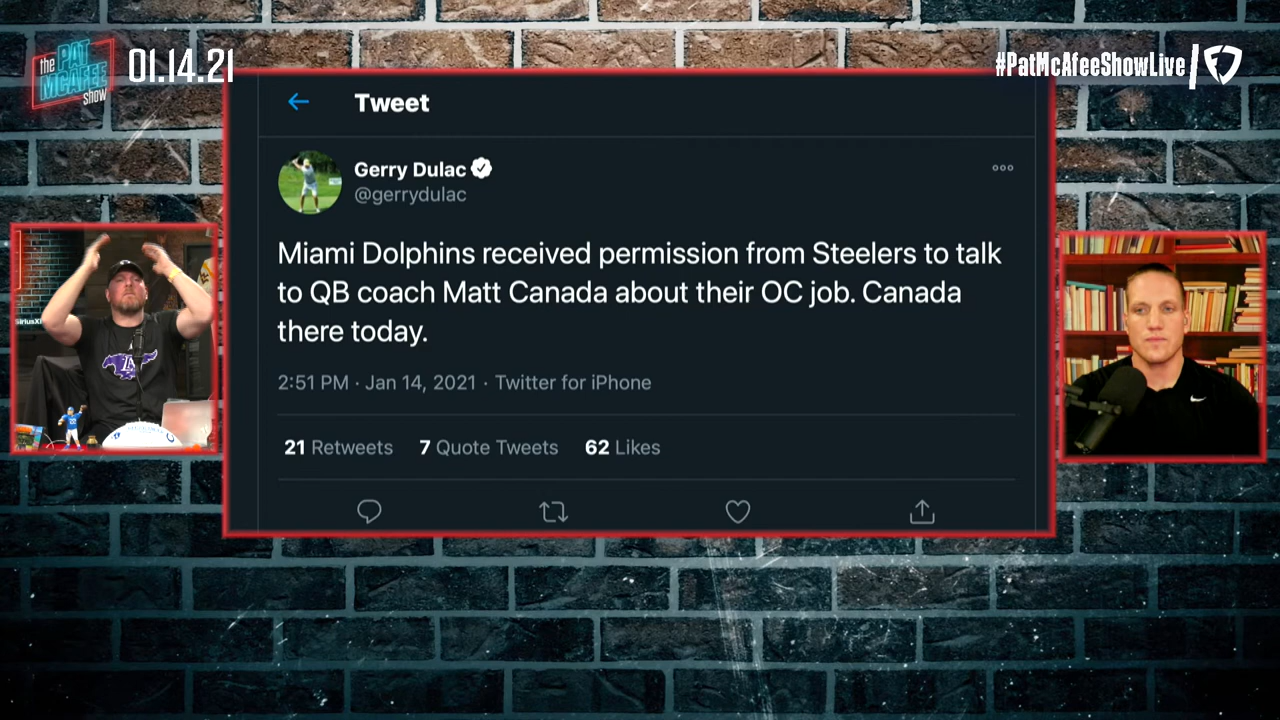 the PAT MCAFEE show
01.14.21
#PatMcAfeeShowLive
Tweet
Gerry Dulac
@gerrydulac
Miami Dolphins received permission from Steelers to talk
to QB coach Matt Canada about their OC job. Canada
there today.
2:51 PM · Jan 14, 2021 · Twitter for iPhone
21 Retweets 7 Quote Tweets 62 Likes
SiriusX